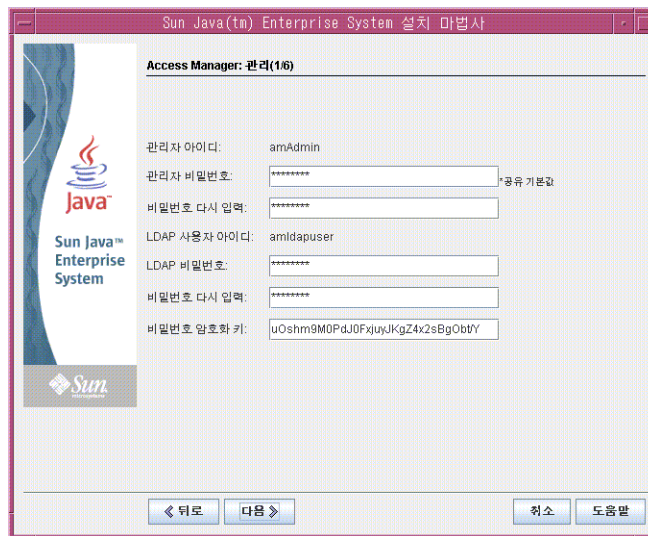 Sun Java(tm) Enterprise System 설치 마법사
Access Manager: 관리(1/6)
관리자 아이디: amAdmin
관리자 비밀번호: ******** *공유 기본값
비밀번호 다시 입력: ********
LDAP 사용자 아이디: amldapuser
LDAP 비밀번호: ********
비밀번호 다시 입력: ********
비밀번호 암호화 키: uOshm9M0PdJ0FxjuyJKgZ4x2sBgObt/Y
Java™
Sun Java™
Enterprise
System
Sun
microsystems
뒤로 다음 취소 도움말